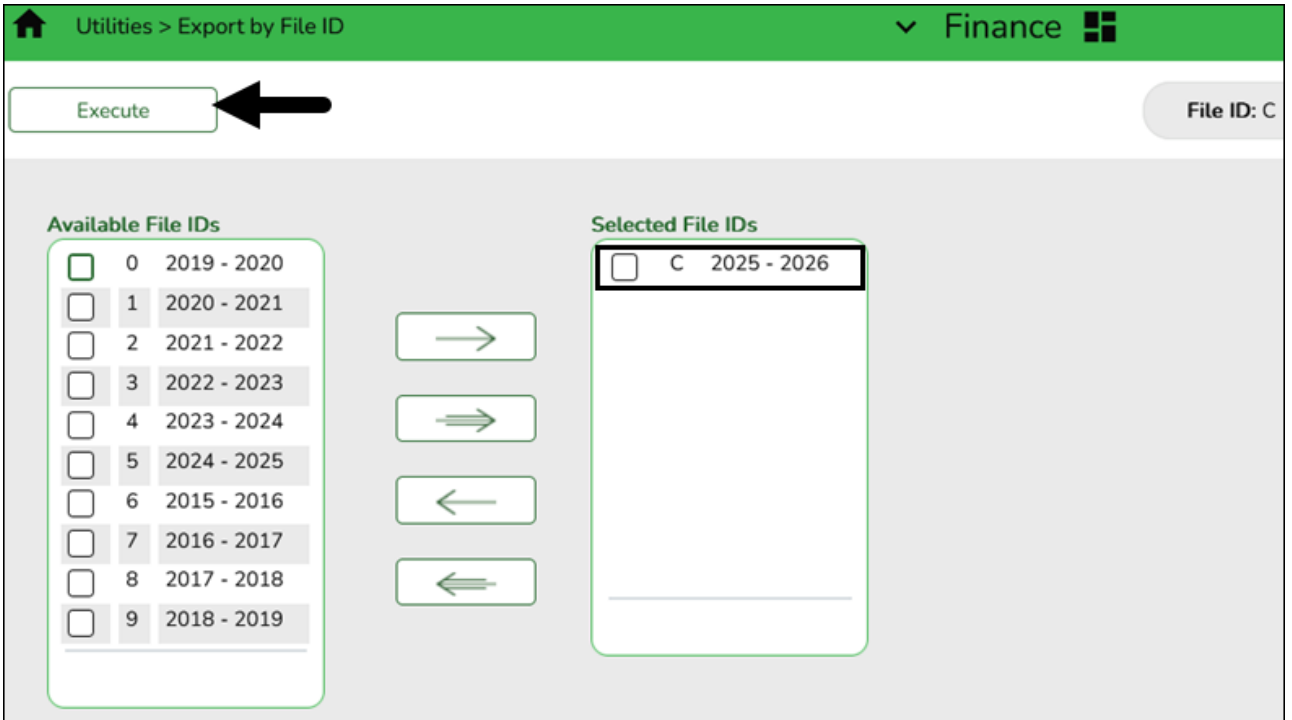 Utilities > Export by File ID
Finance
Execute
File ID: C
Available File IDs
0 2019 - 2020
1 2020 - 2021
2 2021 - 2022
3 2022 - 2023
4 2023 - 2024
5 2024 - 2025
6 2015 - 2016
7 2016 - 2017
8 2017 - 2018
9 2018 - 2019
Selected File IDs
C 2025 - 2026